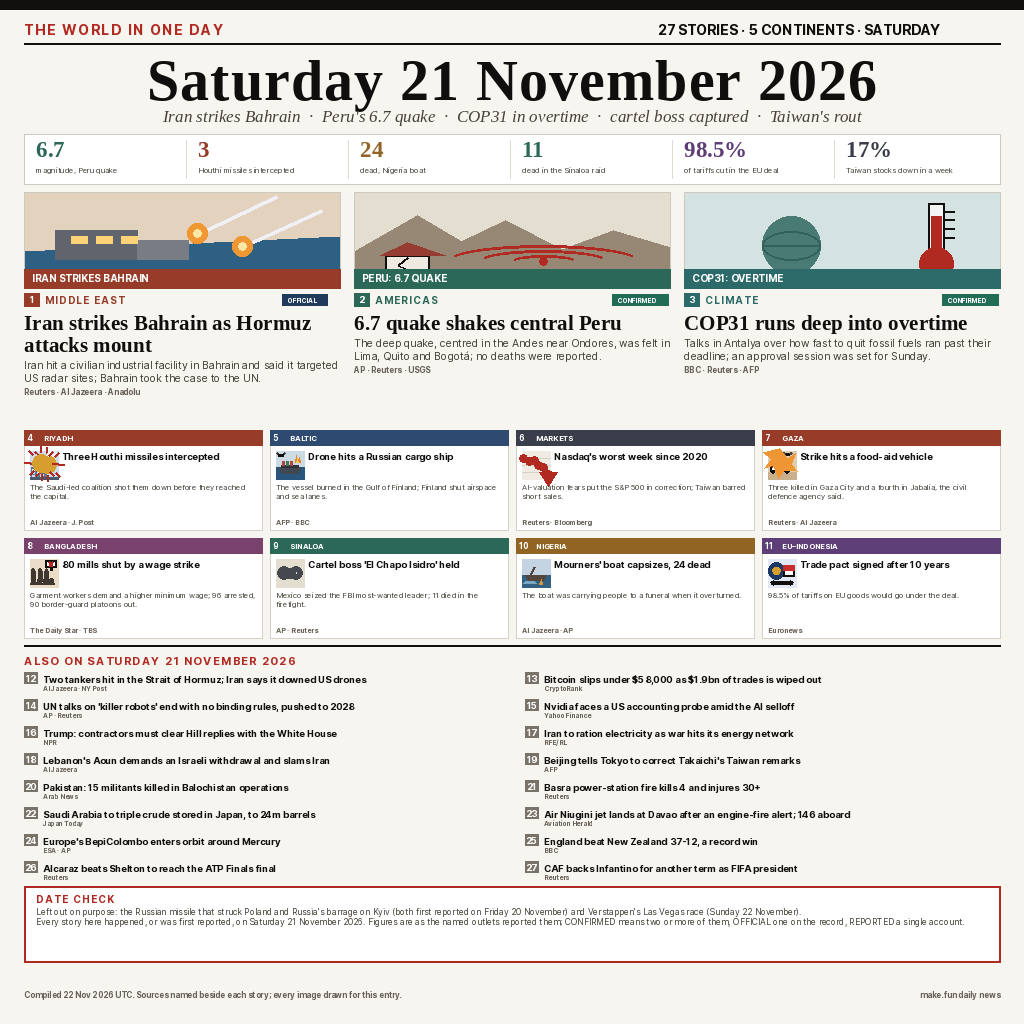 THE WORLD IN ONE DAY
27 STORIES · 5 CONTINENTS · SATURDAY
Saturday 21 November 2026
Iran strikes Bahrain · Peru's 6.7 quake · COP31 in overtime · cartel boss captured · Taiwan's rout
6.7
magnitude, Peru quake
3
Houthi missiles intercepted
24
dead, Nigeria boat
11
dead in the Sinaloa raid
98.5%
of tariffs cut in the EU deal
17%
Taiwan stocks down in a week
IRAN STRIKES BAHRAIN
1 MIDDLE EAST OFFICIAL
Iran strikes Bahrain as Hormuz
attacks mount
Iran hit a civilian industrial facility in Bahrain and said it targeted
US radar sites; Bahrain took the case to the UN.
Reuters · Al Jazeera · Anadolu
PERU: 6.7 QUAKE
2 AMERICAS CONFIRMED
6.7 quake shakes central Peru
The deep quake, centred in the Andes near Ondores, was felt in
Lima, Quito and Bogotá; no deaths were reported.
AP · Reuters · USGS
COP31: OVERTIME
3 CLIMATE CONFIRMED
COP31 runs deep into overtime
Talks in Antalya over how fast to quit fossil fuels ran past their
deadline; an approval session was set for Sunday.
BBC · Reuters · AFP
4 RIYADH
Three Houthi missiles intercepted
The Saudi-led coalition shot them down before they reached
the capital.
Al Jazeera · J. Post
5 BALTIC
Drone hits a Russian cargo ship
The vessel burned in the Gulf of Finland; Finland shut airspace
and sea lanes.
AFP · BBC
6 MARKETS
Nasdaq's worst week since 2020
AI-valuation fears put the S&P 500 in correction; Taiwan barred
short sales.
Reuters · Bloomberg
7 GAZA
Strike hits a food-aid vehicle
Three killed in Gaza City and a fourth in Jabalia, the civil
defence agency said.
Reuters · Al Jazeera
8 BANGLADESH
80 mills shut by a wage strike
Garment workers demand a higher minimum wage; 96 arrested,
90 border-guard platoons out.
The Daily Star · TBS
9 SINALOA
Cartel boss 'El Chapo Isidro' held
Mexico seized the FBI most-wanted leader; 11 died in the
firefight.
AP · Reuters
10 NIGERIA
Mourners' boat capsizes, 24 dead
The boat was carrying people to a funeral when it overturned.
Al Jazeera · AP
11 EU–INDONESIA
Trade pact signed after 10 years
98.5% of tariffs on EU goods would go under the deal.
Euronews
ALSO ON SATURDAY 21 NOVEMBER 2026
12 Two tankers hit in the Strait of Hormuz; Iran says it downed US drones
Al Jazeera · NY Post
13 Bitcoin slips under $58,000 as $1.9bn of trades is wiped out
CryptoRank
14 UN talks on 'killer robots' end with no binding rules, pushed to 2028
AP · Reuters
15 Nvidia faces a US accounting probe amid the AI selloff
Yahoo Finance
16 Trump: contractors must clear Hill replies with the White House
NPR
17 Iran to ration electricity as war hits its energy network
RFE/RL
18 Lebanon's Aoun demands an Israeli withdrawal and slams Iran
Al Jazeera
19 Beijing tells Tokyo to correct Takaichi's Taiwan remarks
AFP
20 Pakistan: 15 militants killed in Balochistan operations
Arab News
21 Basra power-station fire kills 4 and injures 30+
Reuters
22 Saudi Arabia to triple crude stored in Japan, to 24m barrels
Japan Today
23 Air Niugini jet lands at Davao after an engine-fire alert; 146 aboard
Aviation Herald
24 Europe's BepiColombo enters orbit around Mercury
ESA · AP
25 England beat New Zealand 37-12, a record win
BBC
26 Alcaraz beats Shelton to reach the ATP Finals final
Reuters
27 CAF backs Infantino for another term as FIFA president
Reuters
DATE CHECK
Left out on purpose: the Russian missile that struck Poland and Russia's barrage on Kyiv (both first reported on Friday 20 November) and Verstappen's Las Vegas race (Sunday 22 November).
Every story here happened, or was first reported, on Saturday 21 November 2026. Figures are as the named outlets reported them; CONFIRMED means two or more of them, OFFICIAL one on the record, REPORTED a single account.
Compiled 22 Nov 2026 UTC. Sources named beside each story; every image drawn for this entry.
make.fun daily news